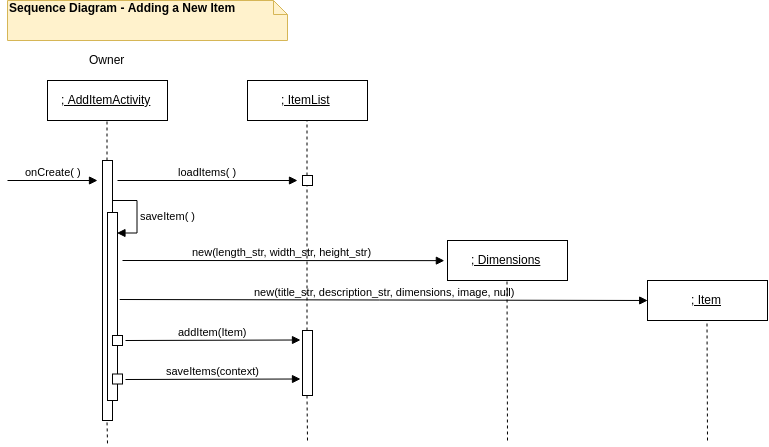 Sequence Diagram - Adding a New Item
Owner
; AddItemActivity
; ItemList
onCreate( )
loadItems( )
saveItem( )
new(length_str, width_str, height_str)
; Dimensions
new(title_str, description_str, dimensions, image, null)
; Item
addItem(Item)
saveItems(context)